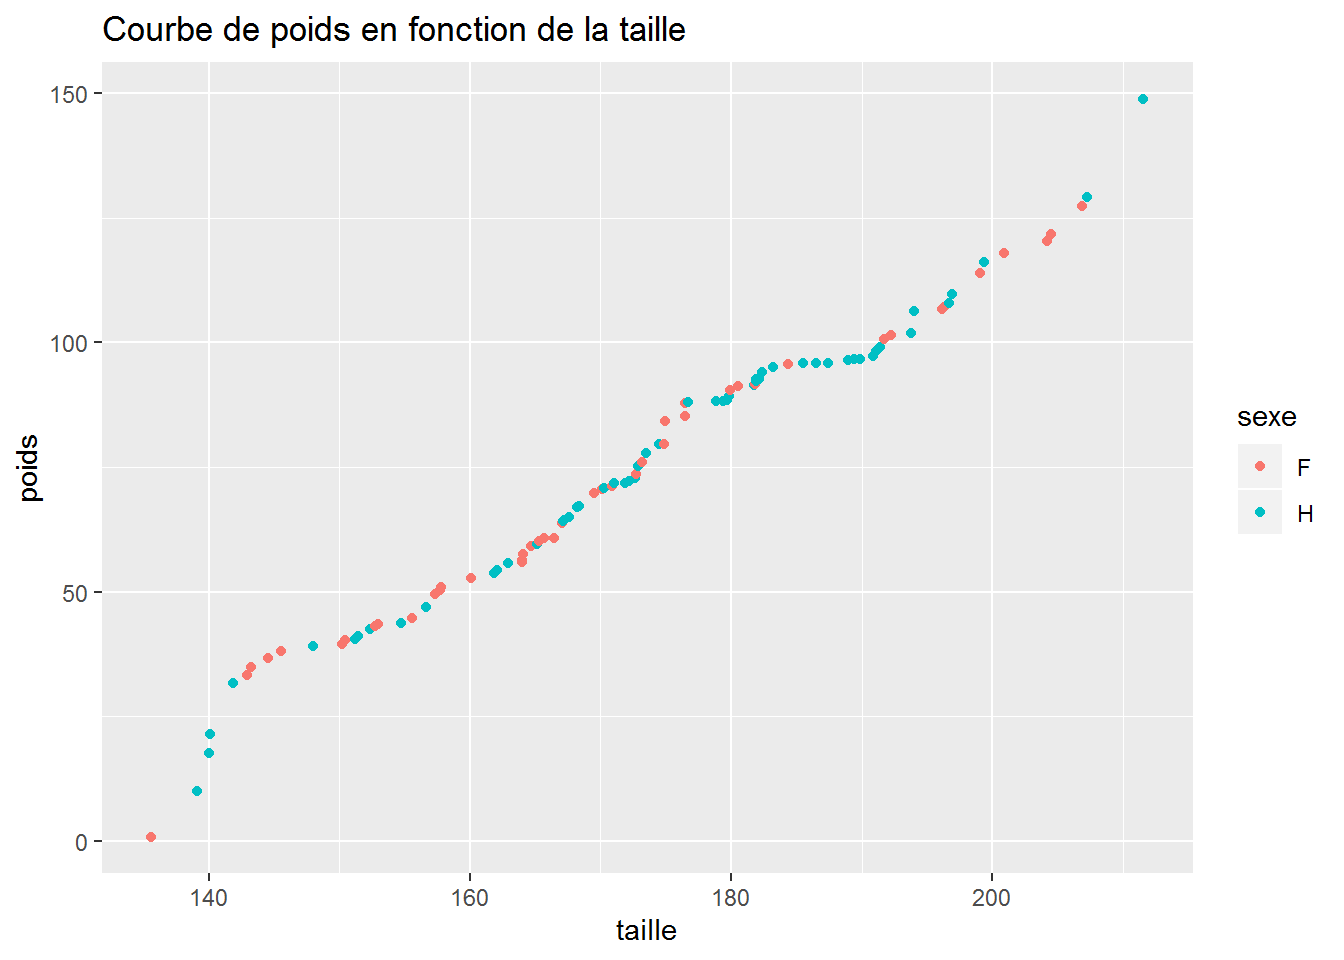 Courbe de poids en fonction de la taille
150
100
50
0
poids
140 160 180 200
taille
sexe
F
H